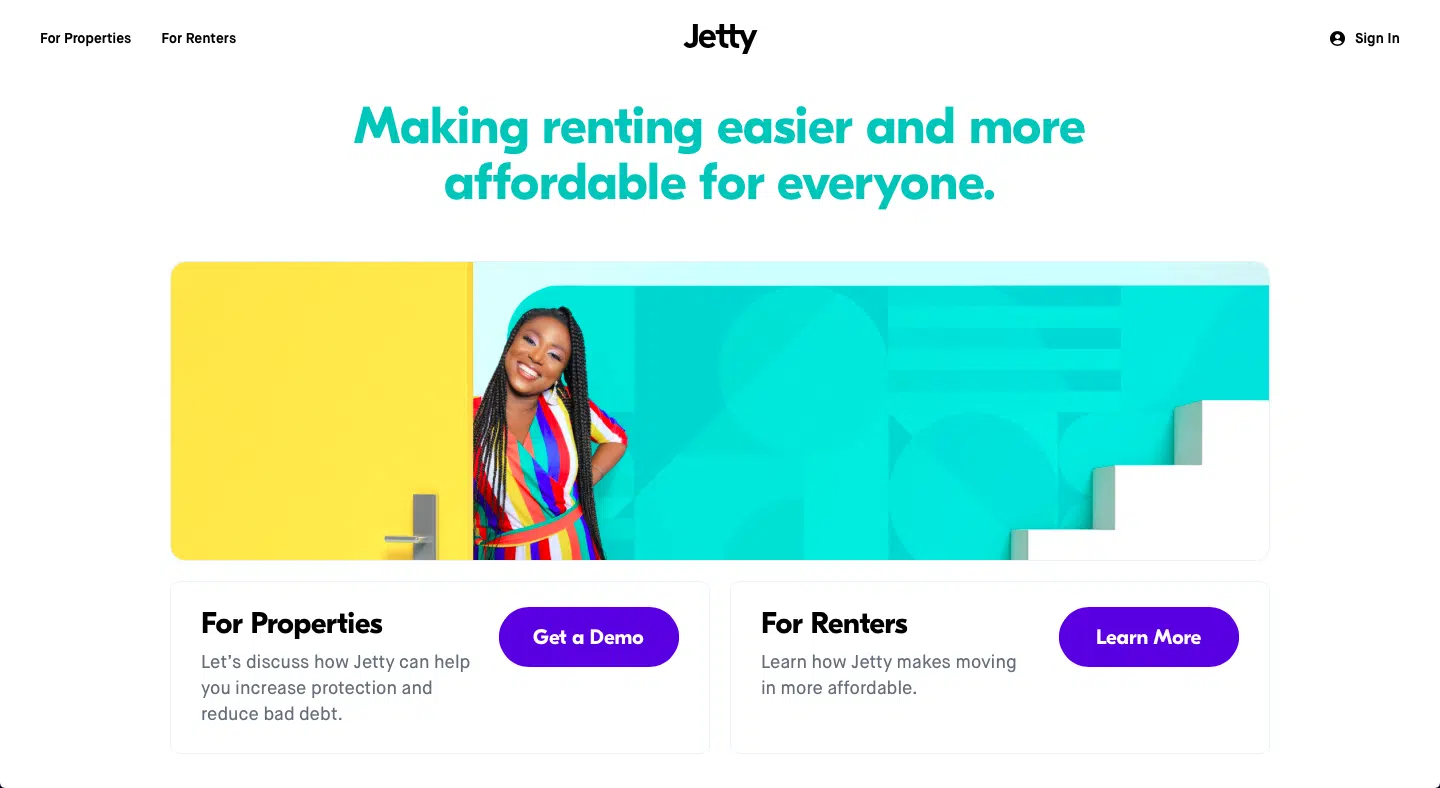 For Properties
For Renters
Jetty
Sign In
Making renting easier and more
affordable for everyone.
For Properties
Let’s discuss how Jetty can help
you increase protection and
reduce bad debt.
Get a Demo
For Renters
Learn how Jetty makes moving
in more affordable.
Learn More